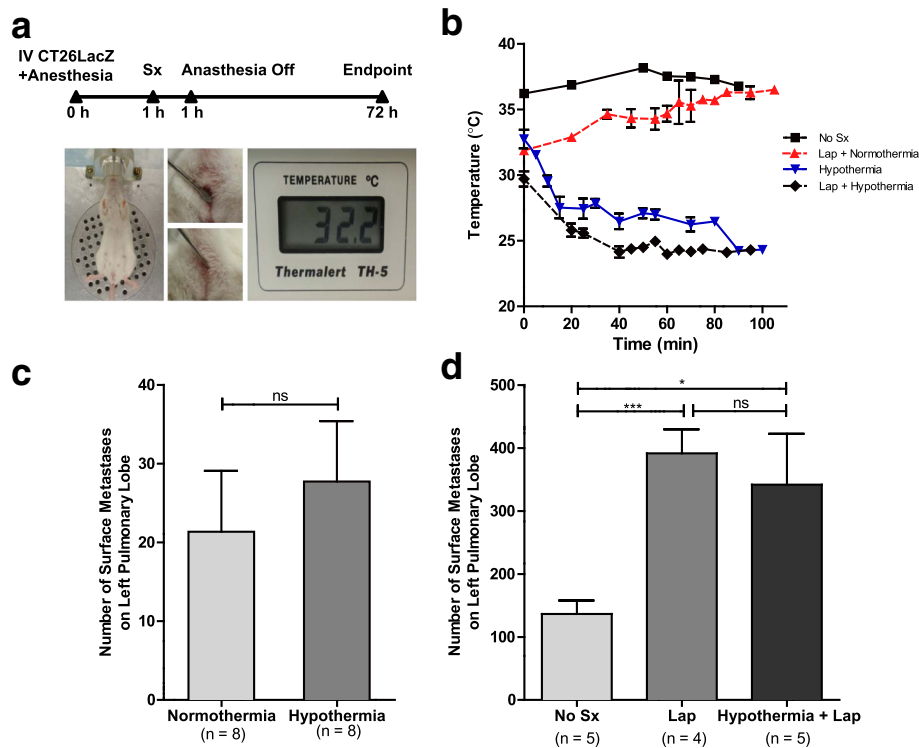 a
IV CT26LacZ
+Anesthesia
Sx
Anasthesia Off
Endpoint
0 h
1 h
1 h
72 h
TEMPERATURE ºC
32.2
Thermalert TH-5
b
Temperature (°C)
40
35
30
25
20
0
20
40
60
80
100
Time (min)
No Sx
Lap + Normothermia
Hypothermia
Lap + Hypothermia
c
Number of Surface Metastases
on Left Pulmonary Lobe
40
30
20
10
0
ns
Normothermia
(n = 8)
Hypothermia
(n = 8)
d
Number of Surface Metastases
on Left Pulmonary Lobe
500
400
300
200
100
0
*
***
ns
No Sx
(n = 5)
Lap
(n = 4)
Hypothermia + Lap
(n = 5)